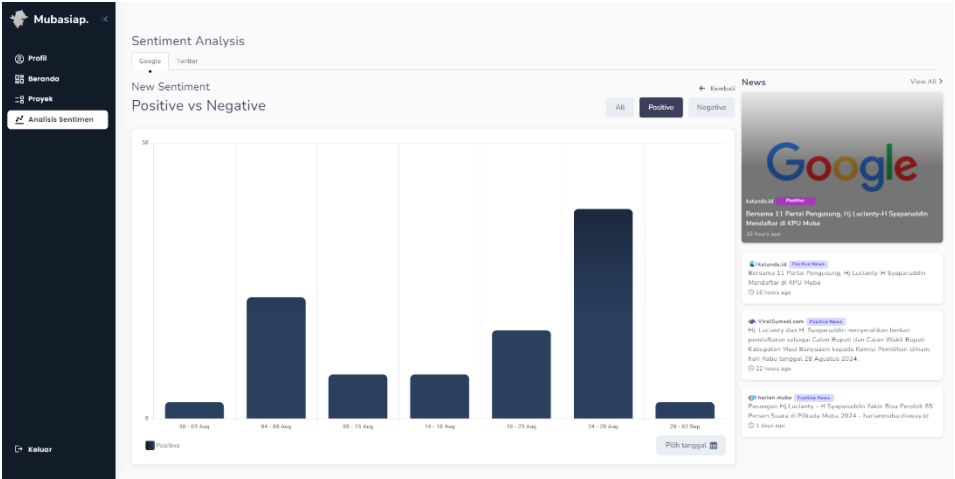 Mubasiap.
Profil
Beranda
Proyek
Analisis Sentimen
Keluar
Sentiment Analysis
Google Twitter
New Sentiment
Positive vs Negative
← Kembali
All Positive Negative
50
0
30 - 03 Aug 04 - 08 Aug 09 - 13 Aug 14 - 18 Aug 19 - 23 Aug 24 - 28 Aug 29 - 02 Sep
Positive
Pilih tanggal
News
View All >
Google
katanda.id Positive
Bersama 11 Partai Pengusung, Hj Lucianty-H Syaparuddin
Mendaftar di KPU Muba
16 hours ago
katanda.id Positive News
Bersama 11 Partai Pengusung, Hj Lucianty-H Syaparuddin
Mendaftar di KPU Muba
16 hours ago
ViralSumsel.com Positive News
Hj. Lucianty dan H. Syaparuddin menyerahkan berkas
pendaftaran sebagai Calon Bupati dan Calon Wakil Bupati
Kabupaten Musi Banyuasin kepada Komisi Pemilihan Umum,
hari Rabu tanggal 28 Agustus 2024.
22 hours ago
harian muba Positive News
Pasangan Hj Lucianty - H Syaparuddin Yakin Bisa Peroleh 85
Persen Suara di Pilkada Muba 2024 - harianmuba.disway.id
1 days ago